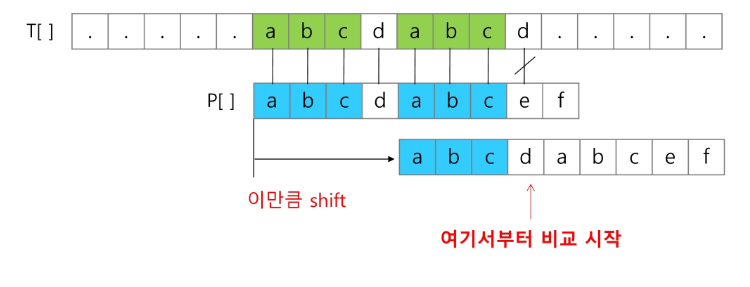 T[ ] . . . . . a b c d a b c d . . . . .
P[ ] a b c d a b c e f
a b c d a b c e f
이만큼 shift
여기서부터 비교 시작